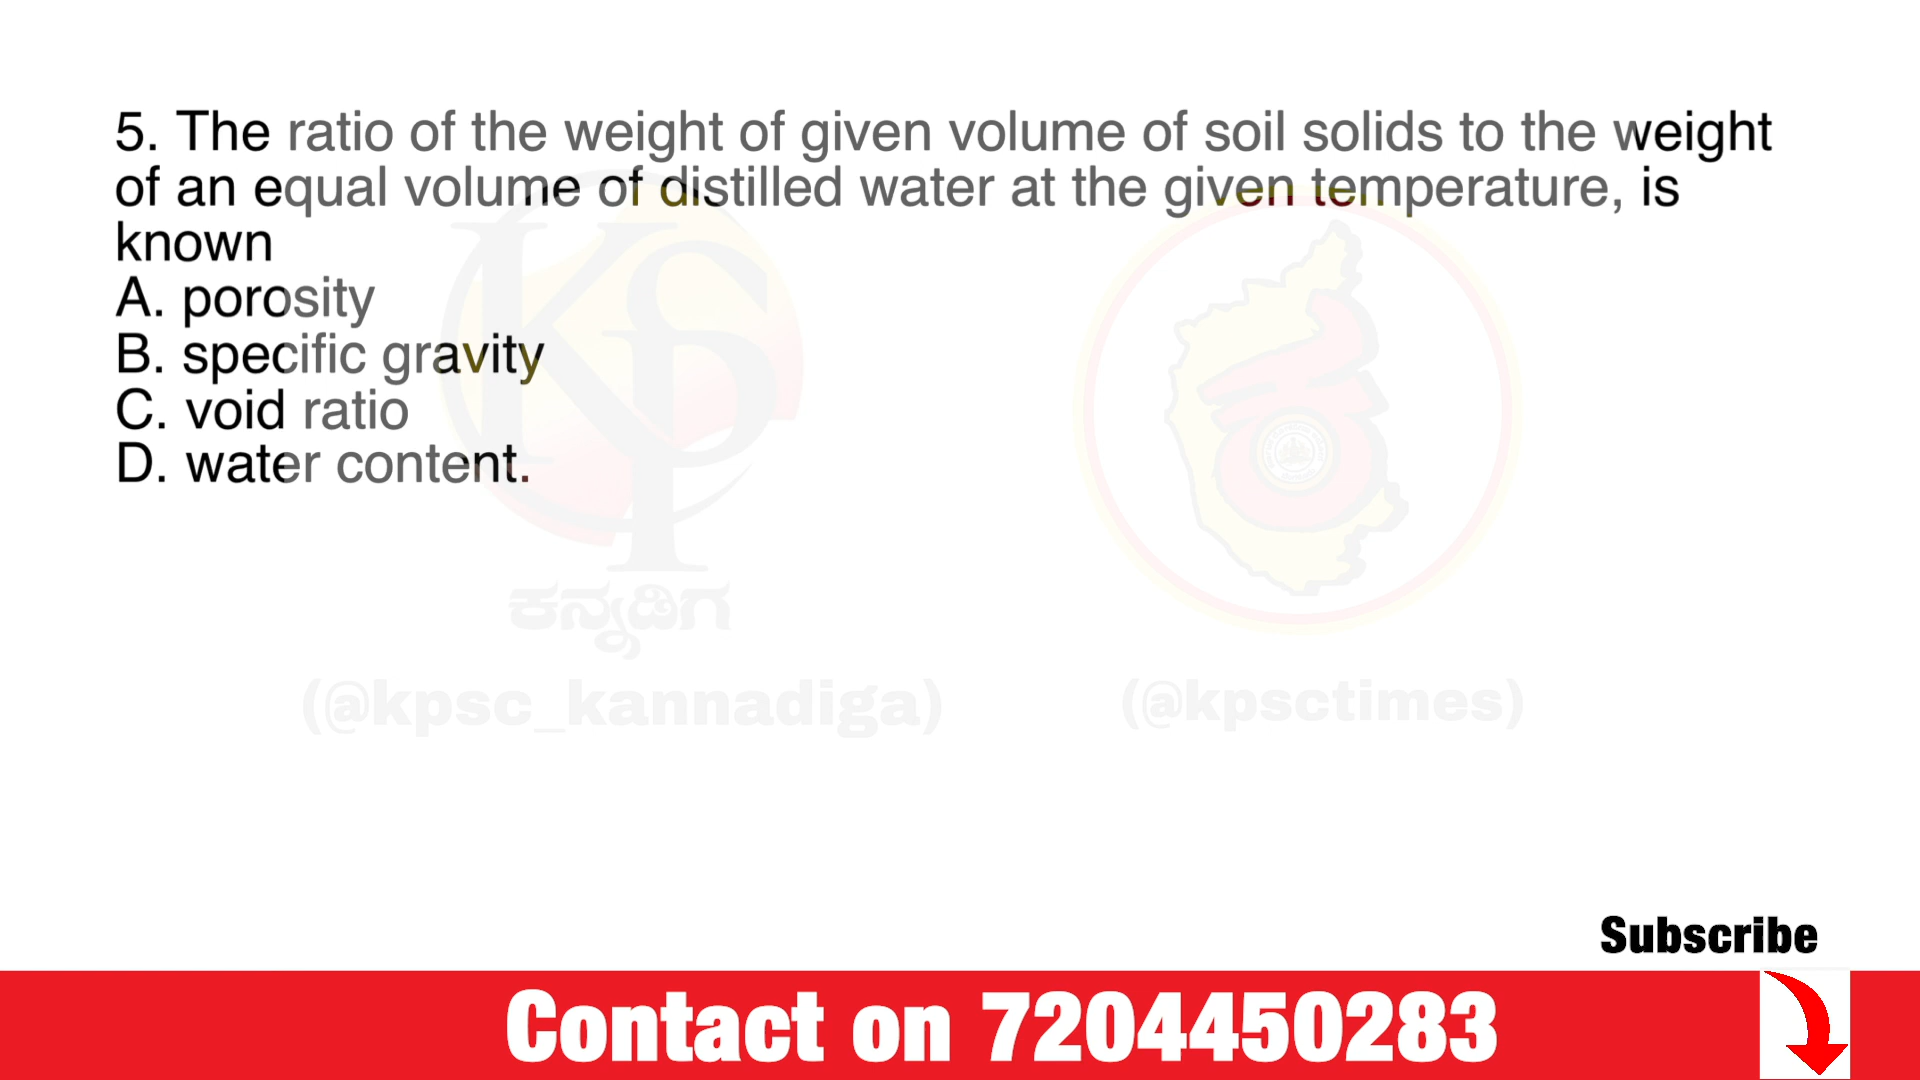 5. The ratio of the weight of given volume of soil solids to the weight
of an equal volume of distilled water at the given temperature, is
known
A. porosity
B. specific gravity
C. void ratio
D. water content.
KPSC
ಕನ್ನಡಿಗ
(@kpsc_kannadiga)
(@kpsctimes)
Subscribe
Contact on 7204450283